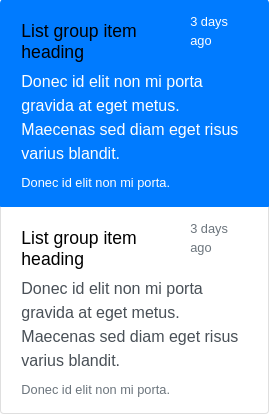 List group item
heading
3 days
ago
Donec id elit non mi porta
gravida at eget metus.
Maecenas sed diam eget risus
varius blandit.
Donec id elit non mi porta.
List group item
heading
3 days
ago
Donec id elit non mi porta
gravida at eget metus.
Maecenas sed diam eget risus
varius blandit.
Donec id elit non mi porta.